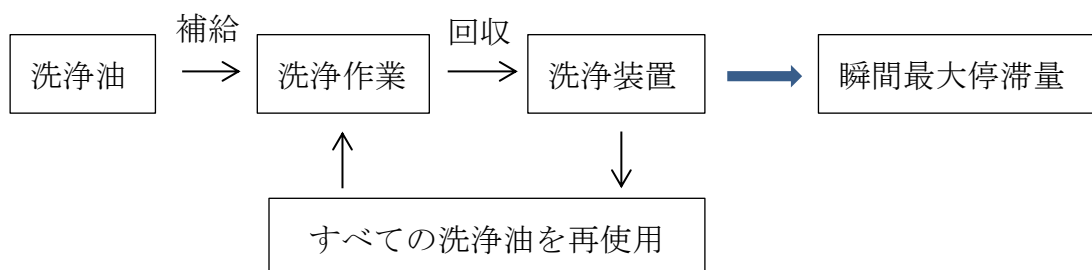 補給
回収
洗浄油
洗浄作業
洗浄装置
瞬間最大停滞量
すべての洗浄油を再使用